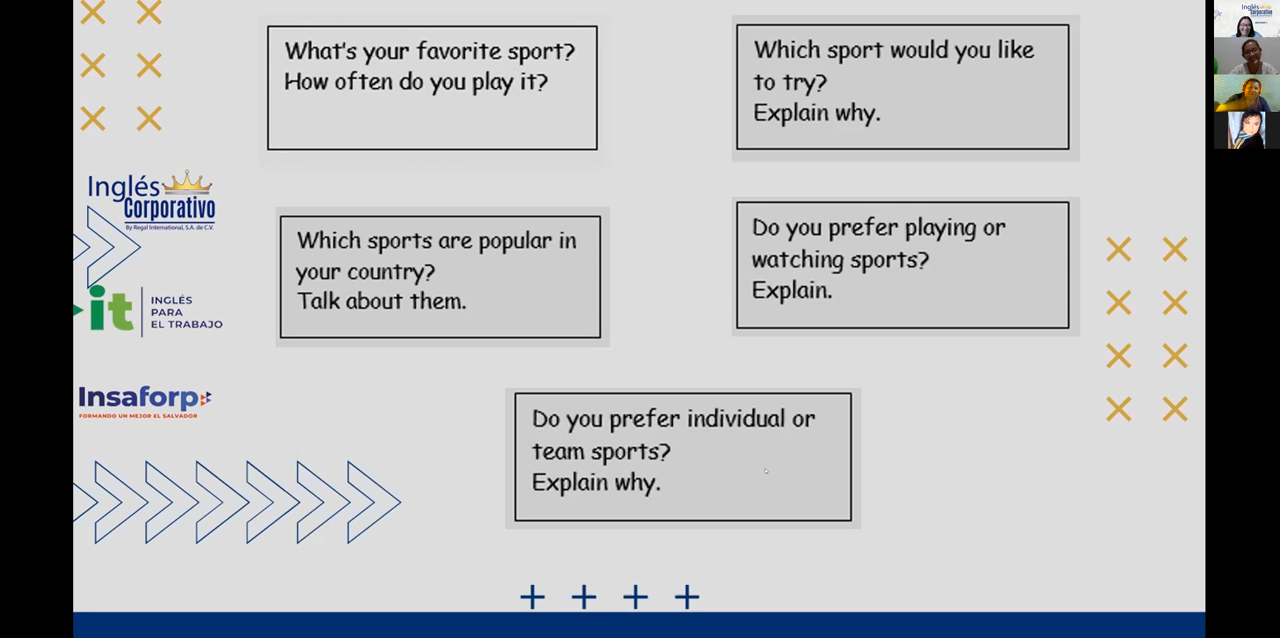 What's your favorite sport?
How often do you play it?
Which sport would you like
to try?
Explain why.
Inglés
Corporativo
By Regal International, S.A. de C.V.
Which sports are popular in
your country?
Talk about them.
Do you prefer playing or
watching sports?
Explain.
it
INGLÉS
PARA
EL TRABAJO
Insaforp
FORMANDO UN MEJOR EL SALVADOR
Do you prefer individual or
team sports?
Explain why.
Inglés
Corporativo